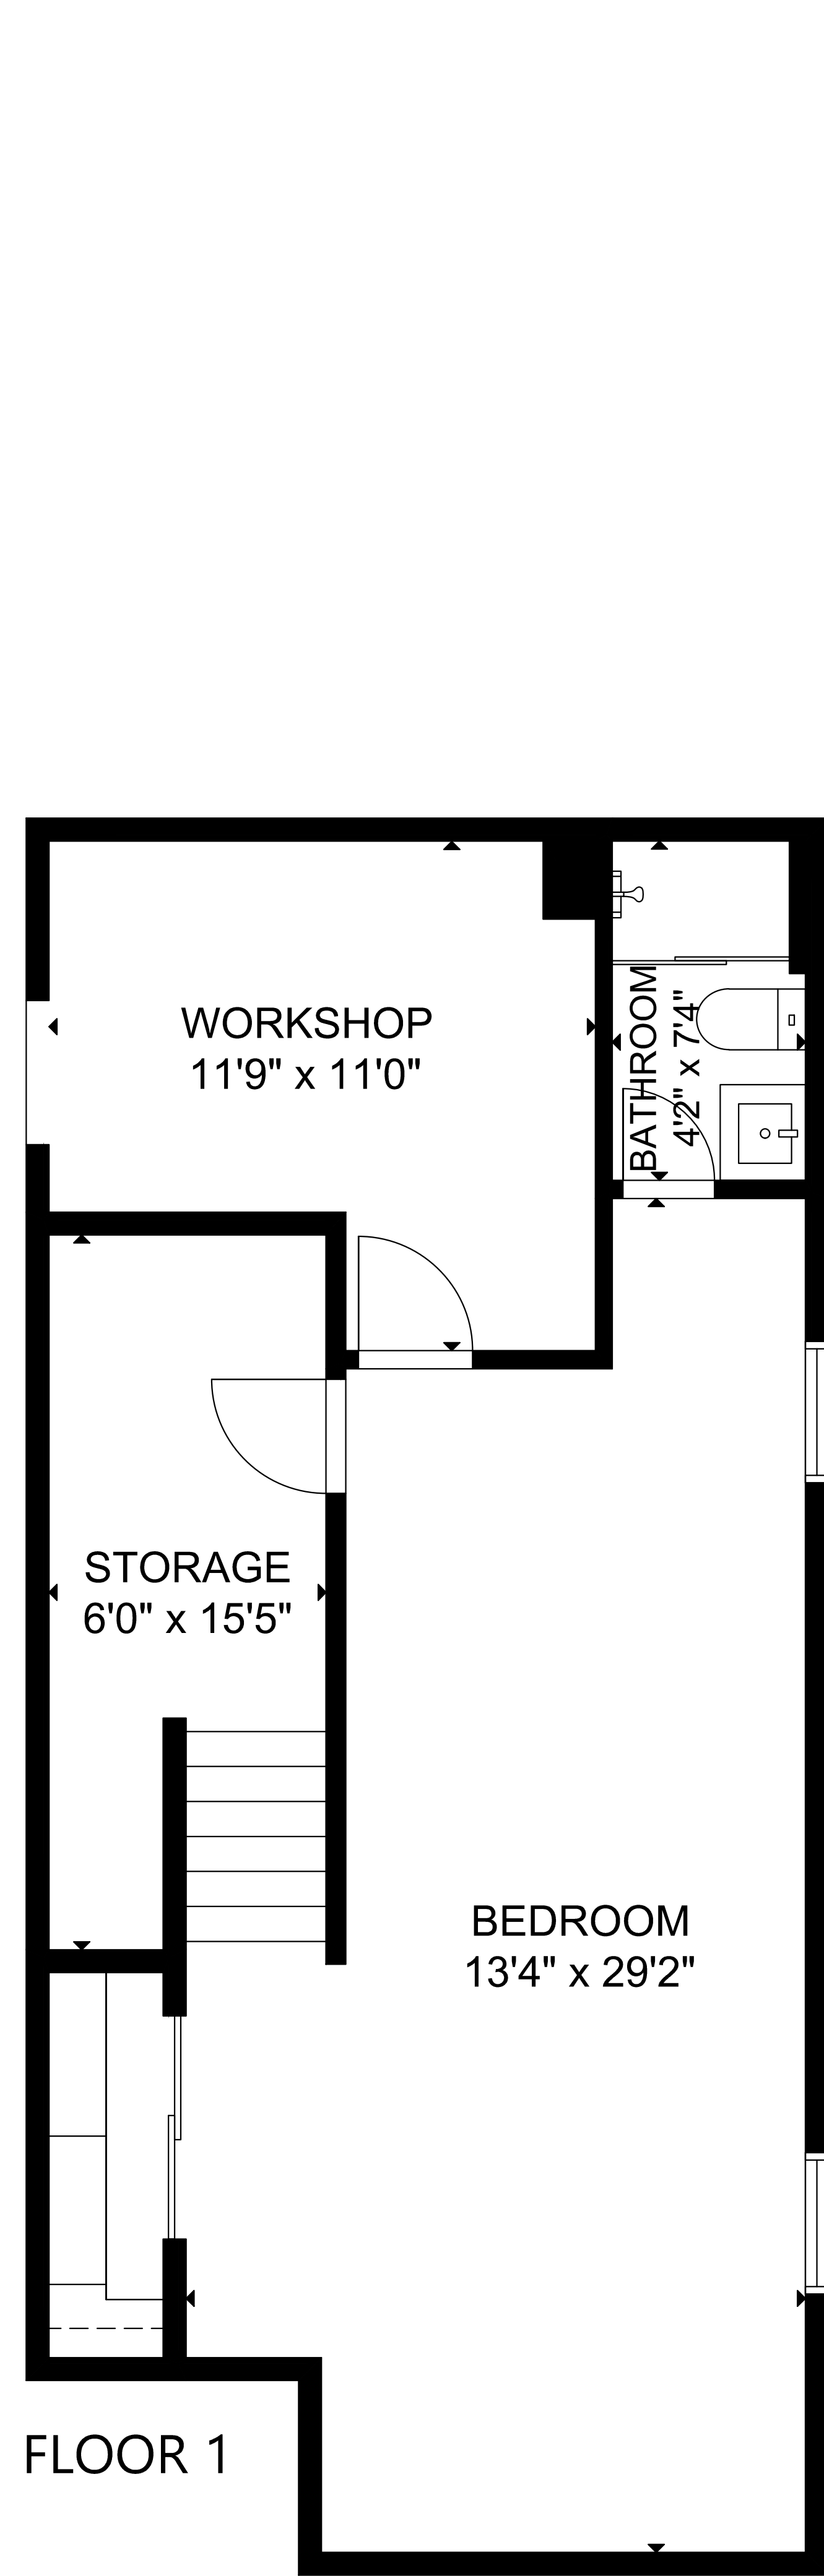 WORKSHOP
11'9" x 11'0"
BATHROOM
4'2" x 7'4"
STORAGE
6'0" x 15'5"
BEDROOM
13'4" x 29'2"
FLOOR 1